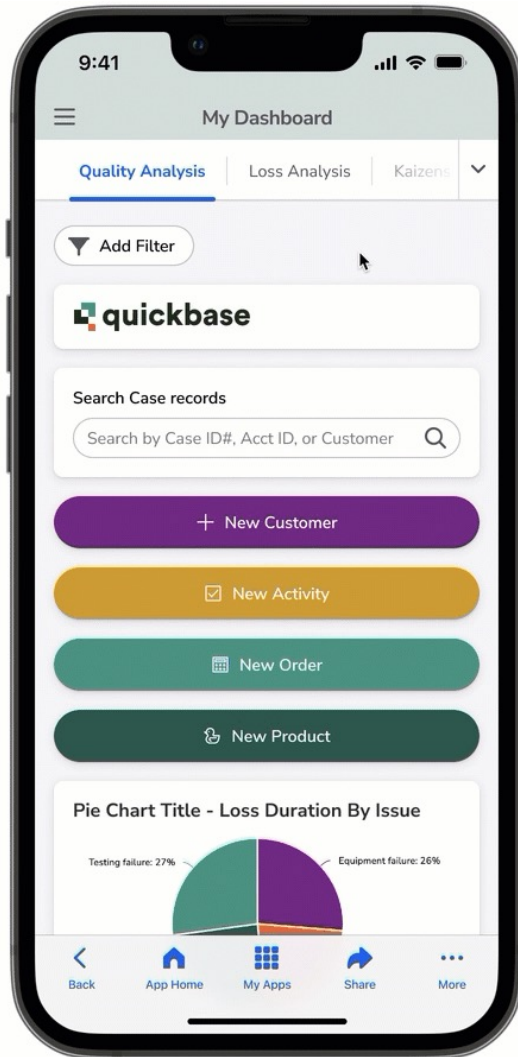 9:41
My Dashboard
Quality Analysis
Loss Analysis
Kaizens
Add Filter
quickbase
Search Case records
Search by Case ID#, Acct ID, or Customer
New Customer
New Activity
New Order
New Product
Pie Chart Title - Loss Duration By Issue
Testing failure: 27%
Equipment failure: 26%
Back
App Home
My Apps
Share
More